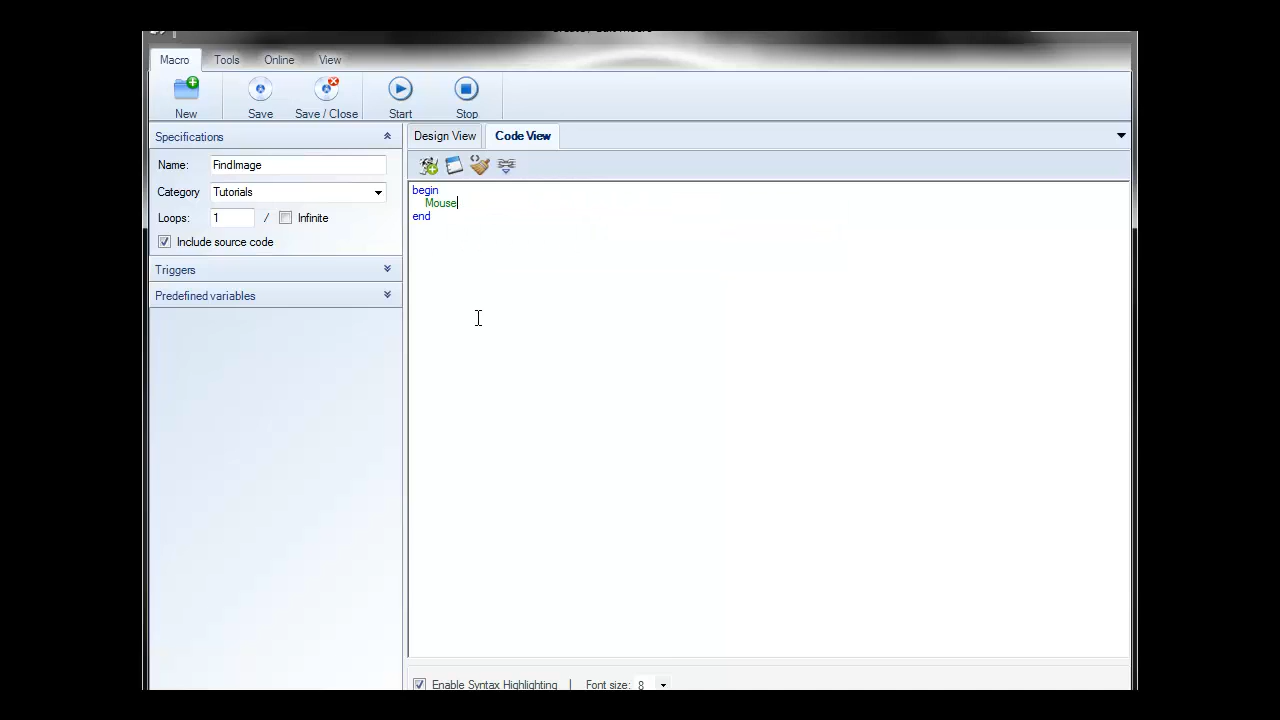 Macro Tools Online View
New Save Save / Close Start Stop
Specifications
Name: FindImage
Category Tutorials
Loops: 1 / Infinite
Include source code
Triggers
Predefined variables
Design View Code View
begin
Mouse
end
Enable Syntax Highlighting | Font size: 8